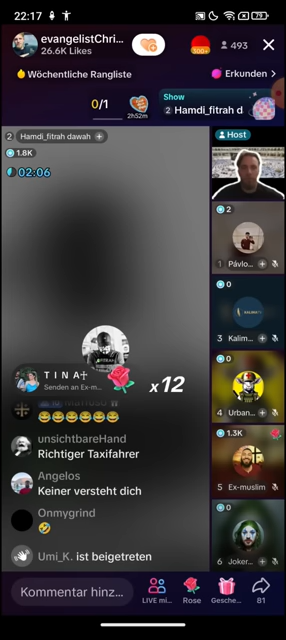 22:17
79
evangelistChri...
26.6K Likes
300+
493
Wöchentliche Rangliste
Erkunden
0/1
2h52m
Show
2 Hamdi_fitrah d
2 Hamdi_fitrah dawah
Host
1.8K
02:06
2
1 Pávlo...
0
3 Kalim...
0
4 Urban...
T I N A
Senden an Ex-m...
x12
😂😂😂😂😂😂
1.3K
5 Ex-muslim
unsichtbareHand
Richtiger Taxifahrer
Angelos
Keiner versteht dich
0
Onmygrind
🤣
Umi_K. ist beigetreten
6 Joker...
Kommentar hinz...
LIVE mi...
Rose
Gesche...
81